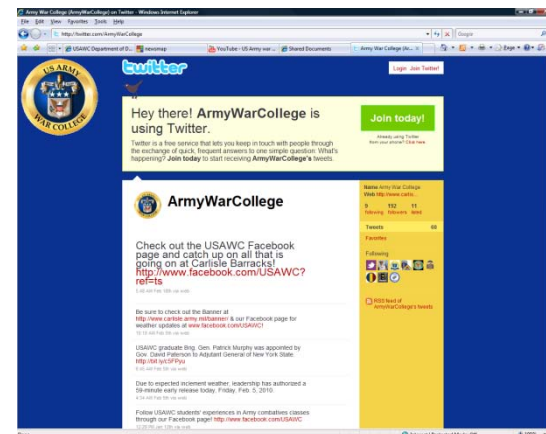 Army War College (ArmyWarCollege) on Twitter - Windows Internet Explorer
File Edit View Favorites Tools Help
http://twitter.com/ArmyWarCollege
Google
USAWC Department of D...
newsmap
YouTube - US Army war ...
Shared Documents
Army War College (Ar...
Page
US ARMY
WAR COLLEGE
twitter
Login Join Twitter!
Hey there! ArmyWarCollege is
using Twitter.
Twitter is a free service that lets you keep in touch with people through
the exchange of quick, frequent answers to one simple question: What's
happening? Join today to start receiving ArmyWarCollege's tweets.
Join today!
Already using Twitter
from your phone? Click here.
ArmyWarCollege
Check out the USAWC Facebook
page and catch up on all that is
going on at Carlisle Barracks!
http://www.facebook.com/USAWC?
ref=ts
Be sure to check out the Banner at
http://www.carlisle.army.mil/banner/ & our Facebook page for
weather updates at www.facebook.com/USAWC!
USAWC graduate Brig. Gen. Patrick Murphy was appointed by
Gov. David Paterson to Adjutant General of New York State.
http://bit.ly/c5FPyu
Due to expected inclement weather, leadership has authorized a
59-minute early release today, Friday, Feb. 5, 2010.
Follow USAWC students' experiences in Army combatives classes
through our Facebook page! http://www.facebook.com/USAWC
Name Army War College
Web http://www.carlis...
9 192 11
following followers listed
Tweets 68
Favorites
Following
RSS feed of
ArmyWarCollege's tweets